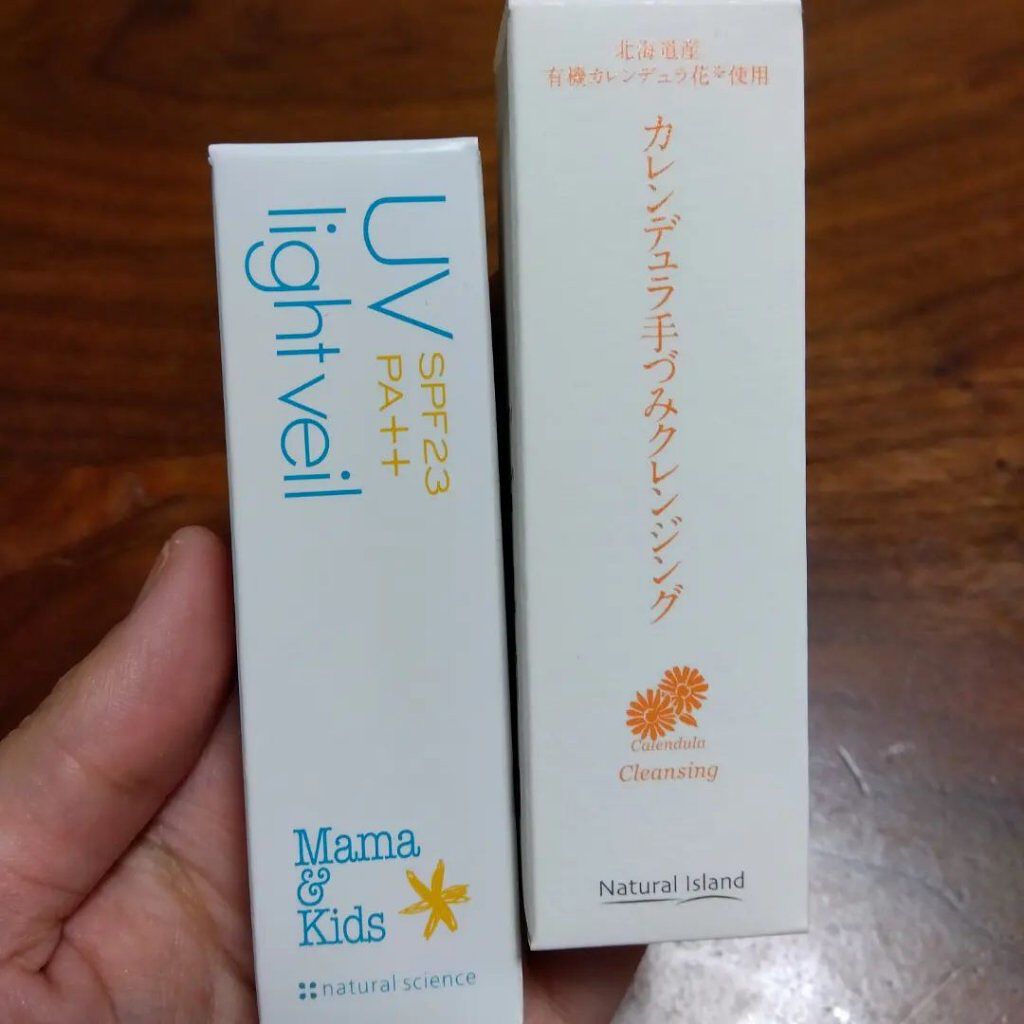 UV
light veil
SPF23
PA++
Mama
&
Kids
natural science
北海道産
有機カレンデュラ花※使用
カレンデュラ手づみクレンジング
Calendula
Cleansing
Natural Island